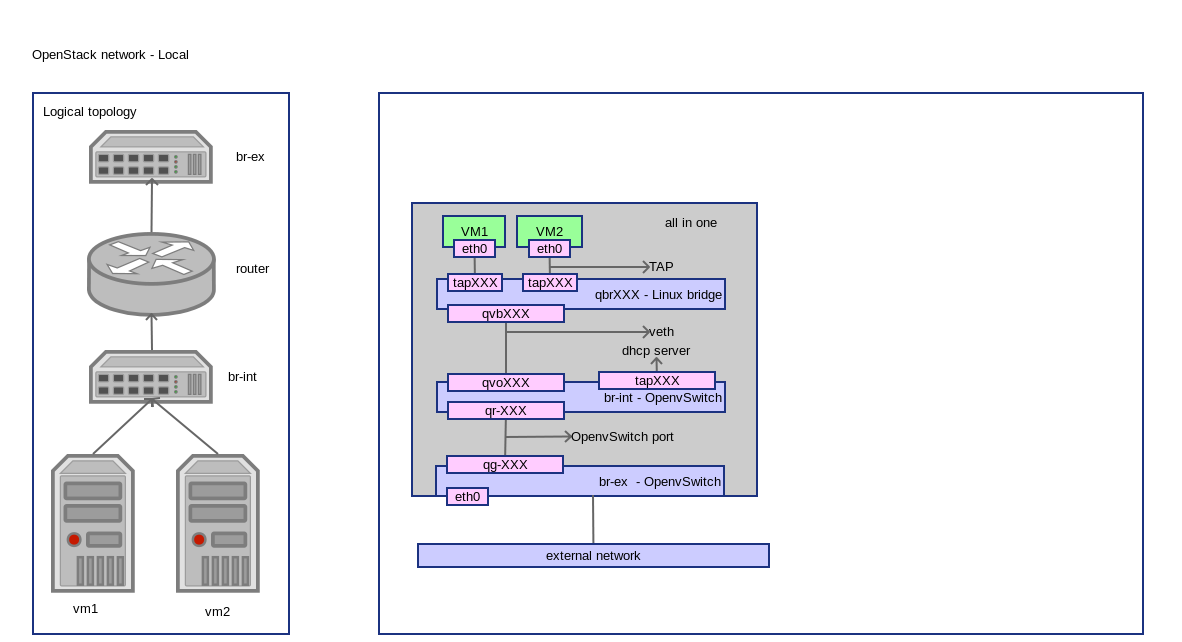 OpenStack network - Local
Logical topology
br-ex
router
br-int
vm1
vm2
all in one
VM1
VM2
eth0
eth0
TAP
tapXXX
tapXXX
qbrXXX - Linux bridge
qvbXXX
veth
dhcp server
qvoXXX
tapXXX
br-int - OpenvSwitch
qr-XXX
OpenvSwitch port
qg-XXX
br-ex  - OpenvSwitch
eth0
external network